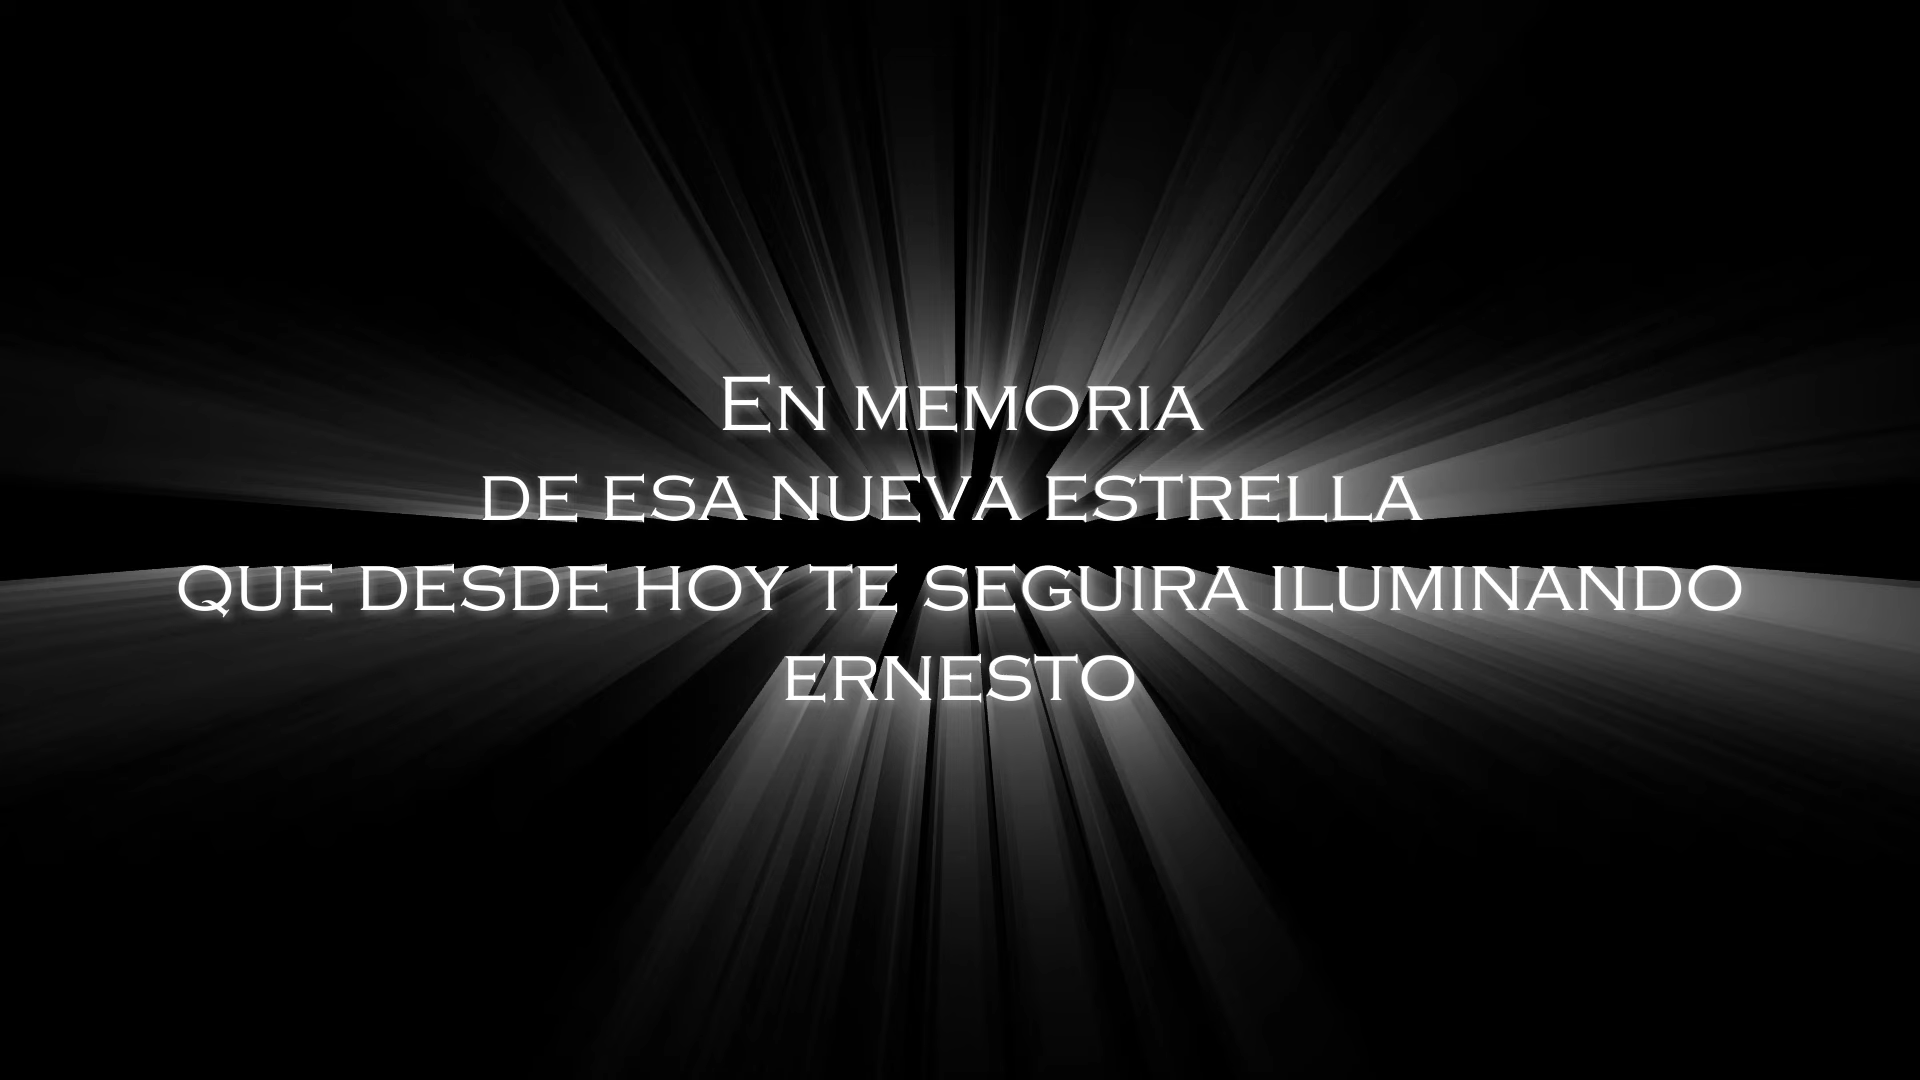 En memoria
de esa nueva estrella
que desde hoy te seguira iluminando
ernesto